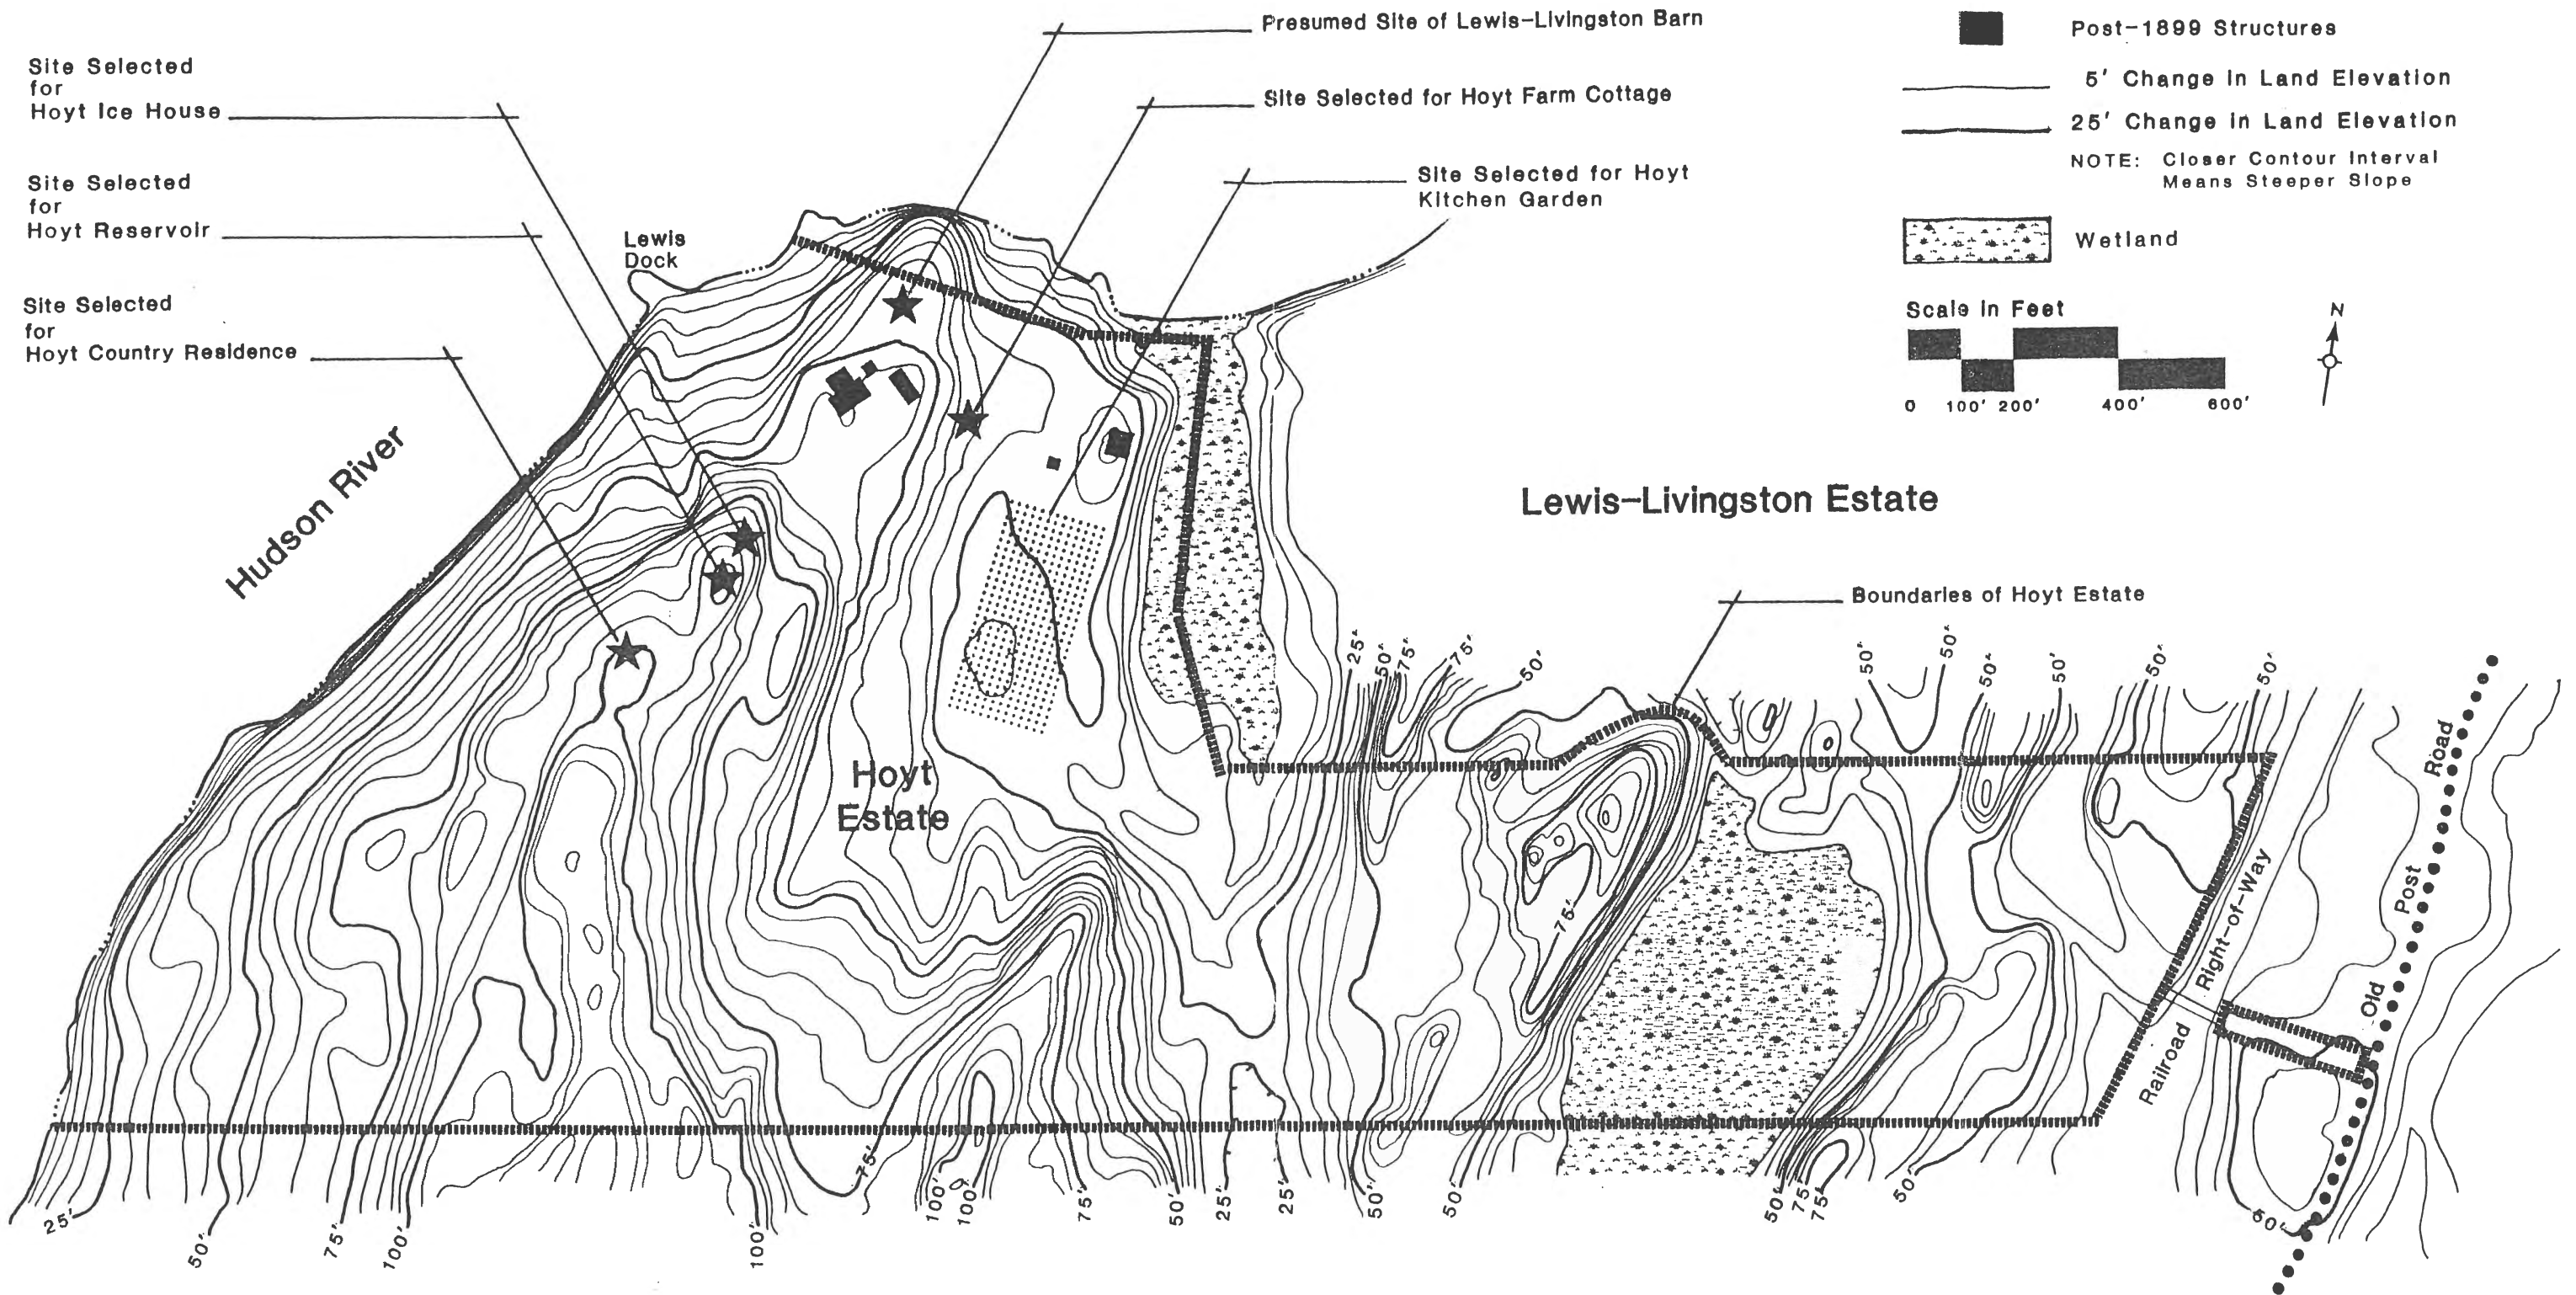 Presumed Site of Lewis-Livingston Barn
Site Selected for Hoyt Farm Cottage
Site Selected for Hoyt
Kitchen Garden
Site Selected
for
Hoyt Ice House
Site Selected
for
Hoyt Reservoir
Site Selected
for
Hoyt Country Residence
Lewis
Dock
Post-1899 Structures
5' Change in Land Elevation
25' Change in Land Elevation
NOTE: Closer Contour Interval
Means Steeper Slope
Wetland
Scale in Feet
0 100' 200' 400' 600'
N
Hudson River
Lewis-Livingston Estate
Boundaries of Hoyt Estate
Hoyt
Estate
25'
50'
75'
75'
50'
50'
50'
50'
50'
50'
50'
75'
Old Post Road
Railroad Right-of-Way
25'
50'
75'
100'
100'
75'
100'
100'
75'
50'
25'
25'
50'
50'
50'
75'
75'
50'
50'